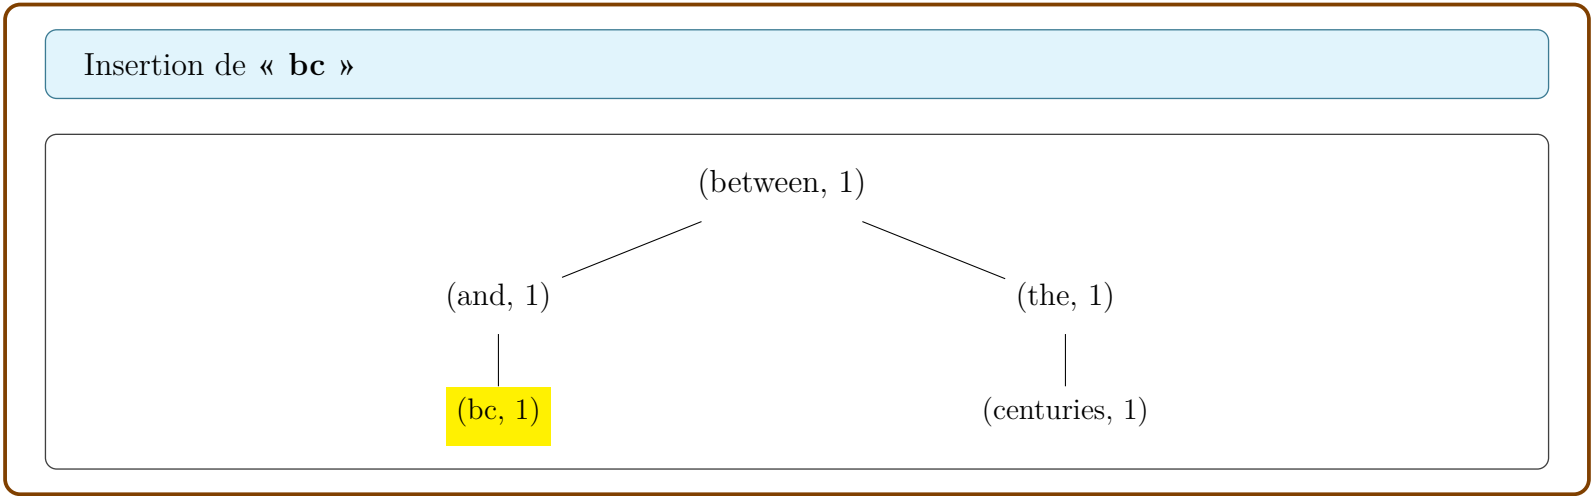 Insertion de « bc »
(between, 1)
(and, 1) (the, 1)
(bc, 1) (centuries, 1)